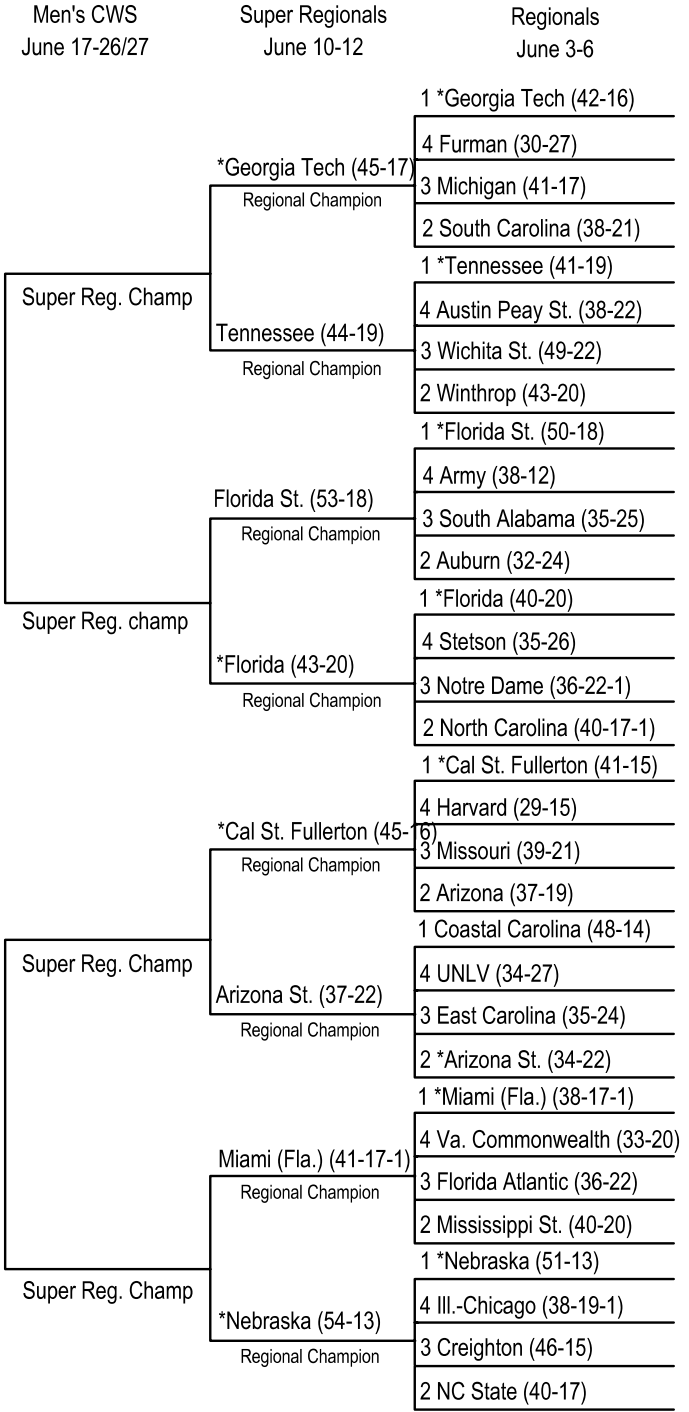 Men's CWS
June 17-26/27
Super Regionals
June 10-12
Regionals
June 3-6
1 *Georgia Tech (42-16)
4 Furman (30-27)
*Georgia Tech (45-17)
Regional Champion
3 Michigan (41-17)
2 South Carolina (38-21)
Super Reg. Champ
1 *Tennessee (41-19)
4 Austin Peay St. (38-22)
Tennessee (44-19)
Regional Champion
3 Wichita St. (49-22)
2 Winthrop (43-20)
1 *Florida St. (50-18)
4 Army (38-12)
Florida St. (53-18)
Regional Champion
3 South Alabama (35-25)
2 Auburn (32-24)
Super Reg. champ
1 *Florida (40-20)
4 Stetson (35-26)
*Florida (43-20)
Regional Champion
3 Notre Dame (36-22-1)
2 North Carolina (40-17-1)
1 *Cal St. Fullerton (41-15)
4 Harvard (29-15)
*Cal St. Fullerton (45-16)
Regional Champion
3 Missouri (39-21)
2 Arizona (37-19)
Super Reg. Champ
1 Coastal Carolina (48-14)
4 UNLV (34-27)
Arizona St. (37-22)
Regional Champion
3 East Carolina (35-24)
2 *Arizona St. (34-22)
1 *Miami (Fla.) (38-17-1)
4 Va. Commonwealth (33-20)
Miami (Fla.) (41-17-1)
Regional Champion
3 Florida Atlantic (36-22)
2 Mississippi St. (40-20)
Super Reg. Champ
1 *Nebraska (51-13)
4 Ill.-Chicago (38-19-1)
*Nebraska (54-13)
Regional Champion
3 Creighton (46-15)
2 NC State (40-17)